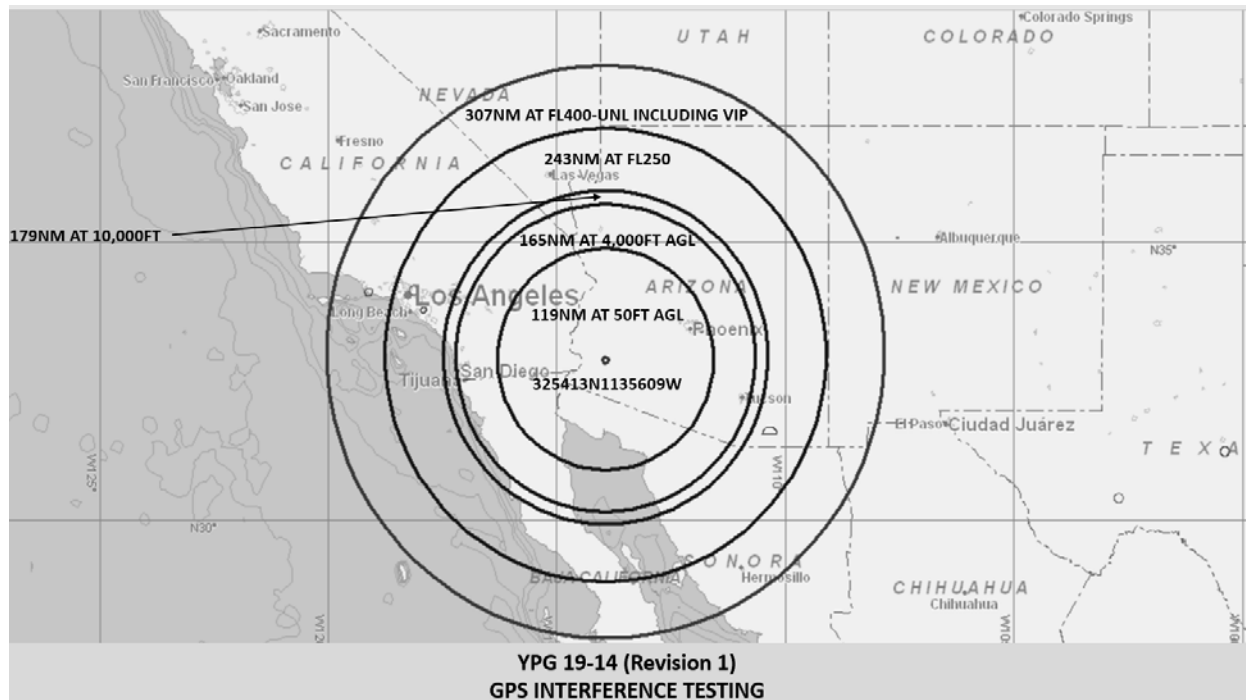 Colorado Springs
Sacramento
UTAH
COLORADO
San Francisco
Oakland
NEVADA
San Jose
307NM AT FL400-UNL INCLUDING VIP
Fresno
CALIFORNIA
243NM AT FL250
Las Vegas
179NM AT 10,000FT
165NM AT 4,000FT AGL
Albuquerque
N35°
ARIZONA
NEW MEXICO
Los Angeles
Long Beach
119NM AT 50FT AGL
Phoenix
San Diego
Tijuana
325413N1135609W
Tucson
El Paso
Ciudad Juárez
TEXA
W125°
W110
N30°
SONORA
BAJA CALIFORNIA
Hermosillo
CHIHUAHUA
Chihuahua
YPG 19-14 (Revision 1)
GPS INTERFERENCE TESTING